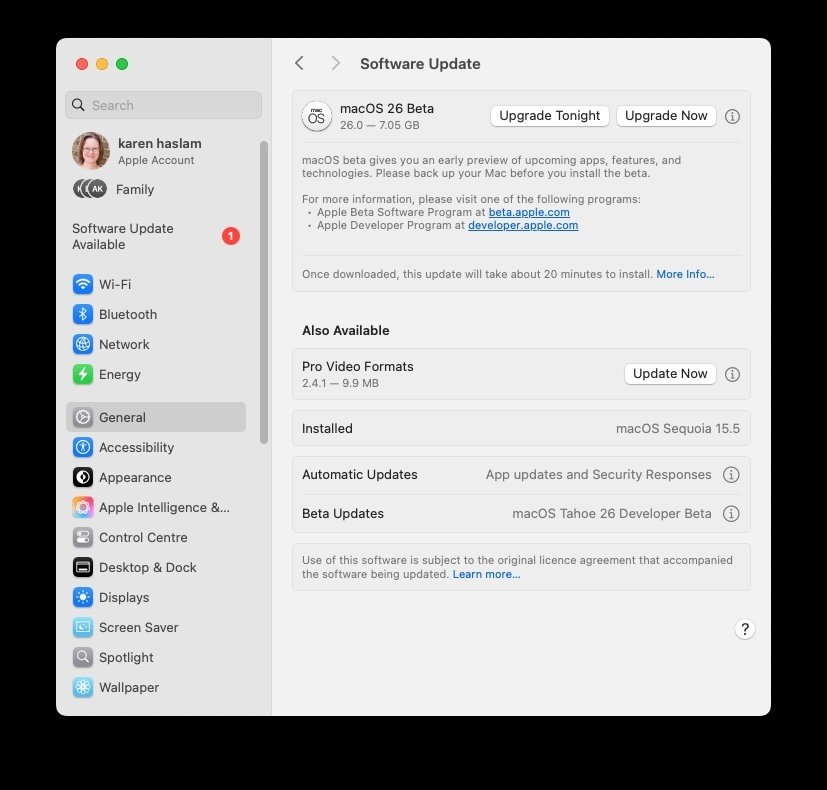 Search
karen haslam
Apple Account
AK
Family
Software Update
Available
1
Wi-Fi
Bluetooth
Network
Energy
General
Accessibility
Appearance
Apple Intelligence &...
Control Centre
Desktop & Dock
Displays
Screen Saver
Spotlight
Wallpaper
Software Update
mac
OS
macOS 26 Beta
26.0 — 7.05 GB
Upgrade Tonight
Upgrade Now
macOS beta gives you an early preview of upcoming apps, features, and
technologies. Please back up your Mac before you install the beta.
For more information, please visit one of the following programs:
• Apple Beta Software Program at beta.apple.com
• Apple Developer Program at developer.apple.com
Once downloaded, this update will take about 20 minutes to install. More Info...
Also Available
Pro Video Formats
2.4.1 — 9.9 MB
Update Now
Installed macOS Sequoia 15.5
Automatic Updates App updates and Security Responses
Beta Updates macOS Tahoe 26 Developer Beta
Use of this software is subject to the original licence agreement that accompanied
the software being updated. Learn more...
?